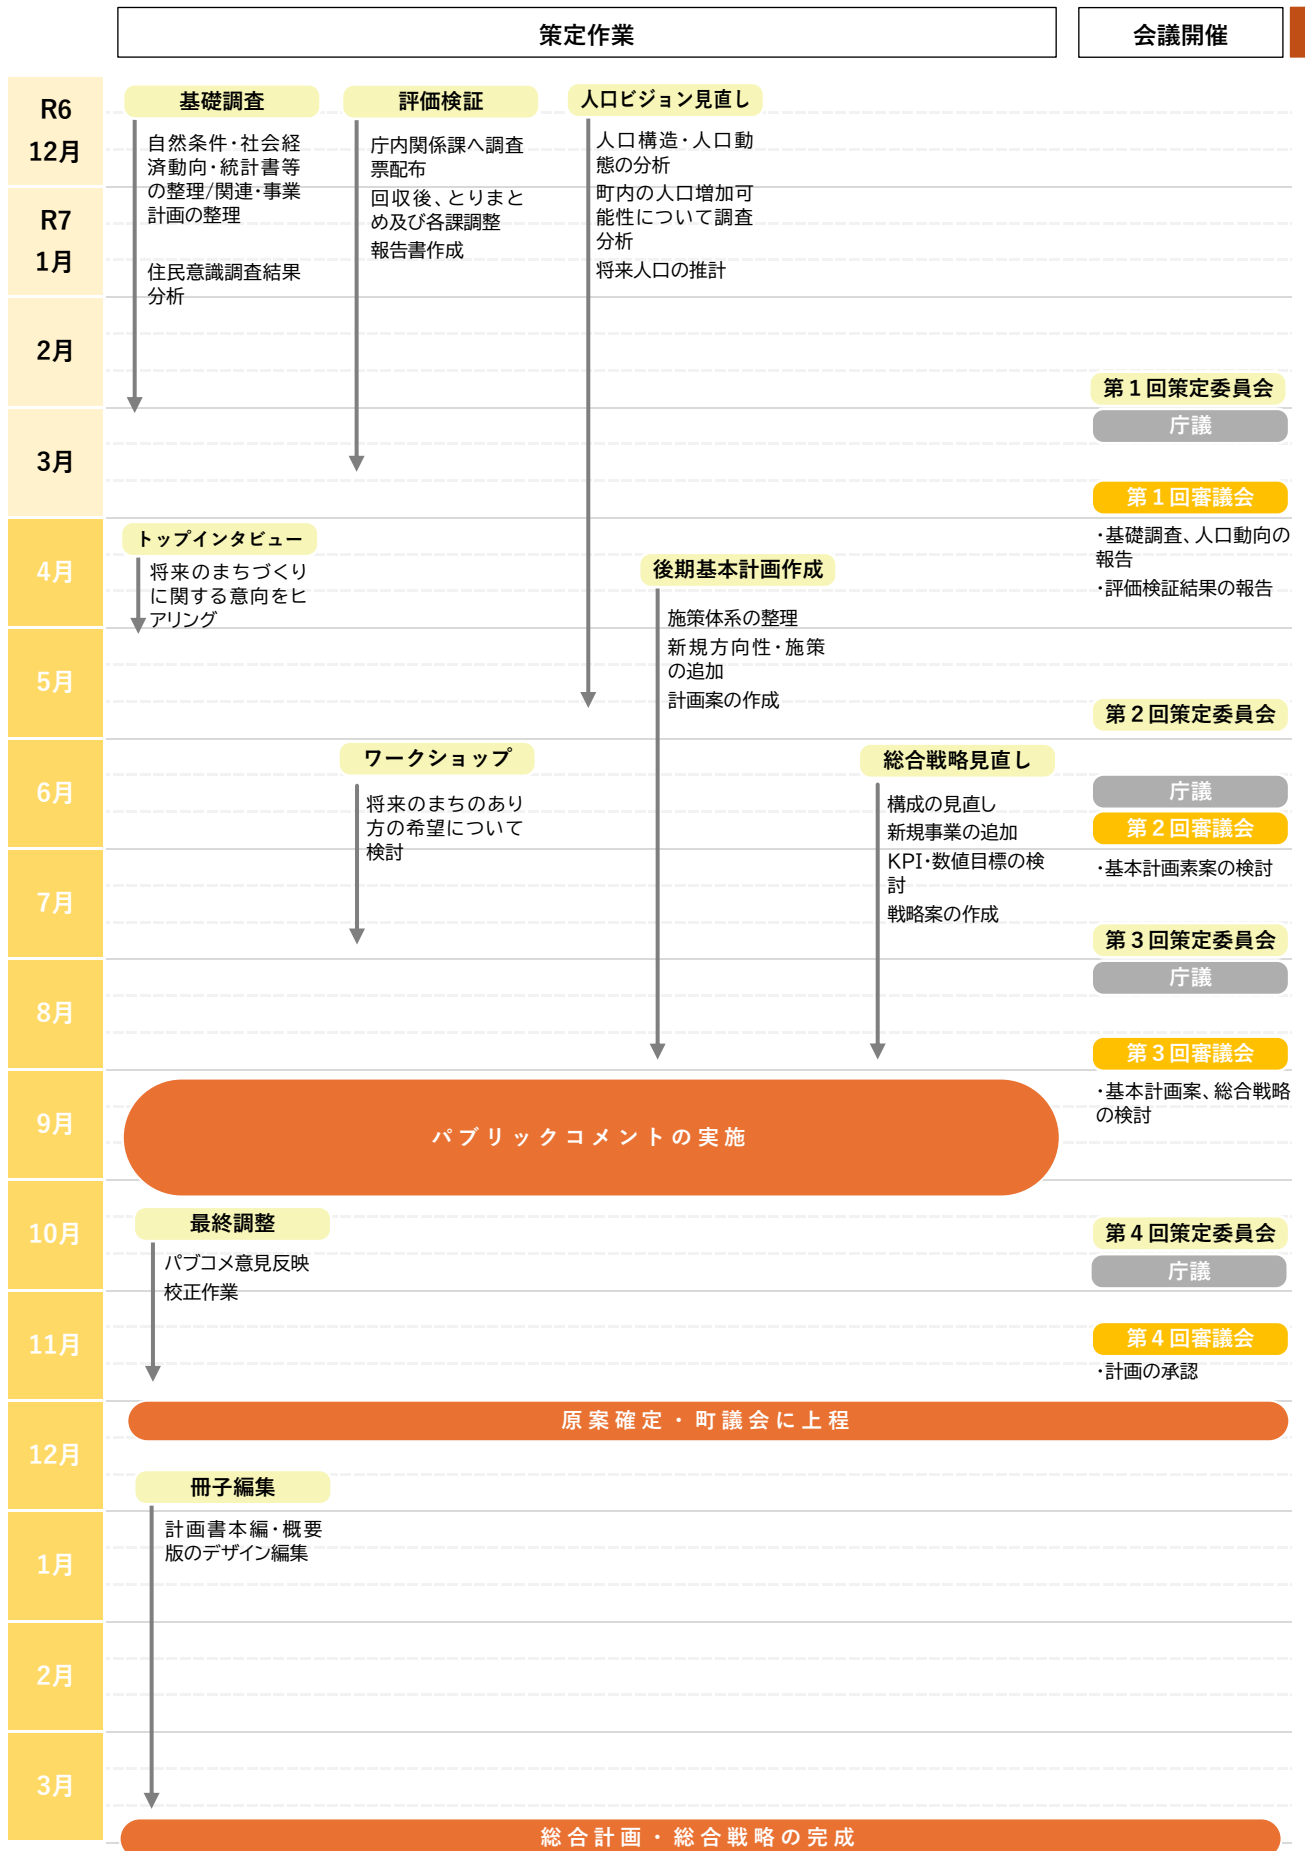 策定作業
会議開催
R6
12月
基礎調査
自然条件・社会経
済動向・統計書等
の整理/関連・事業
計画の整理
住民意識調査結果
分析
評価検証
庁内関係課へ調査
票配布
回収後、とりまと
め及び各課調整
報告書作成
人口ビジョン見直し
人口構造・人口動
態の分析
町内の人口増加可
能性について調査
分析
将来人口の推計
R7
1月
2月
第1回策定委員会
庁議
3月
第1回審議会
・基礎調査、人口動向の
報告
・評価検証結果の報告
4月
トップインタビュー
将来のまちづくり
に関する意向をヒ
アリング
後期基本計画作成
施策体系の整理
新規方向性・施策
の追加
計画案の作成
5月
第2回策定委員会
6月
ワークショップ
将来のまちのあり
方の希望について
検討
総合戦略見直し
構成の見直し
新規事業の追加
KPI・数値目標の検
討
戦略案の作成
庁議
第2回審議会
・基本計画素案の検討
7月
第3回策定委員会
庁議
8月
第3回審議会
・基本計画案、総合戦略
の検討
9月
パブリックコメントの実施
10月
最終調整
パブコメ意見反映
校正作業
第4回策定委員会
庁議
11月
第4回審議会
・計画の承認
原案確定・町議会に上程
12月
冊子編集
計画書本編・概要
版のデザイン編集
1月
2月
3月
総合計画・総合戦略の完成